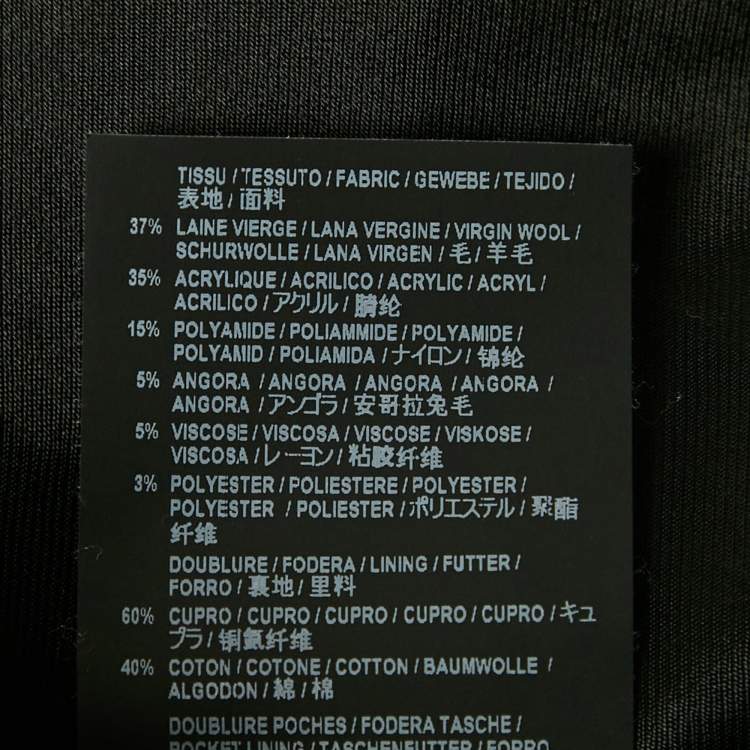 TISSU / TESSUTO / FABRIC / GEWEBE / TEJIDO /
表地 / 面料
37% LAINE VIERGE / LANA VERGINE / VIRGIN WOOL /
SCHURWOLLE / LANA VIRGEN / 毛 / 羊毛
35% ACRYLIQUE / ACRILICO / ACRYLIC / ACRYL /
ACRILICO / アクリル / 腈纶
15% POLYAMIDE / POLIAMMIDE / POLYAMIDE /
POLYAMID / POLIAMIDA / ナイロン / 锦纶
5% ANGORA / ANGORA / ANGORA / ANGORA /
ANGORA / アンゴラ / 安哥拉兔毛
5% VISCOSE / VISCOSA / VISCOSE / VISKOSE /
VISCOSA / レーヨン / 粘胶纤维
3% POLYESTER / POLIESTERE / POLYESTER /
POLYESTER / POLIESTER / ポリエステル / 聚酯
纤维
DOUBLURE / FODERA / LINING / FUTTER /
FORRO / 裏地 / 里料
60% CUPRO / CUPRO / CUPRO / CUPRO / CUPRO / キュ
プラ / 铜氨纤维
40% COTON / COTONE / COTTON / BAUMWOLLE /
ALGODON / 綿 / 棉
DOUBLURE POCHES / FODERA TASCHE /
POCKET LINING / TASCHENFUTTER / FORRO